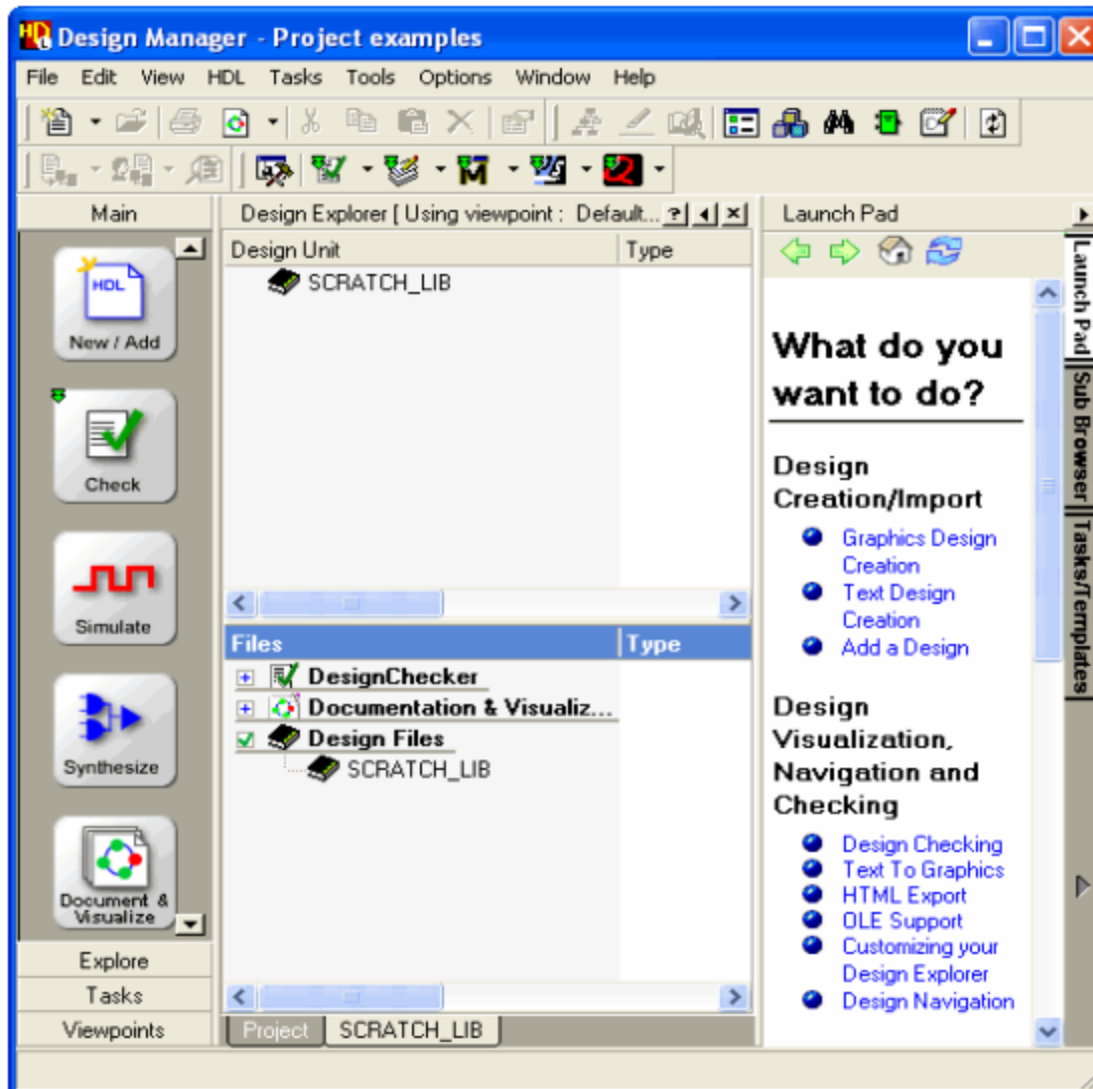 Design Manager - Project examples
File Edit View HDL Tasks Tools Options Window Help
Main
HDL
New / Add
Check
Simulate
Synthesize
Document &
Visualize
Explore
Tasks
Viewpoints
Design Explorer [ Using viewpoint : Default...
Design Unit Type
SCRATCH_LIB
Files Type
DesignChecker
Documentation & Visualiz...
Design Files
SCRATCH_LIB
Project SCRATCH_LIB
Launch Pad
What do you
want to do?
Design
Creation/Import
Graphics Design
Creation
Text Design
Creation
Add a Design
Design
Visualization,
Navigation and
Checking
Design Checking
Text To Graphics
HTML Export
OLE Support
Customizing your
Design Explorer
Design Navigation
Launch Pad
Sub Browser
Tasks/Templates